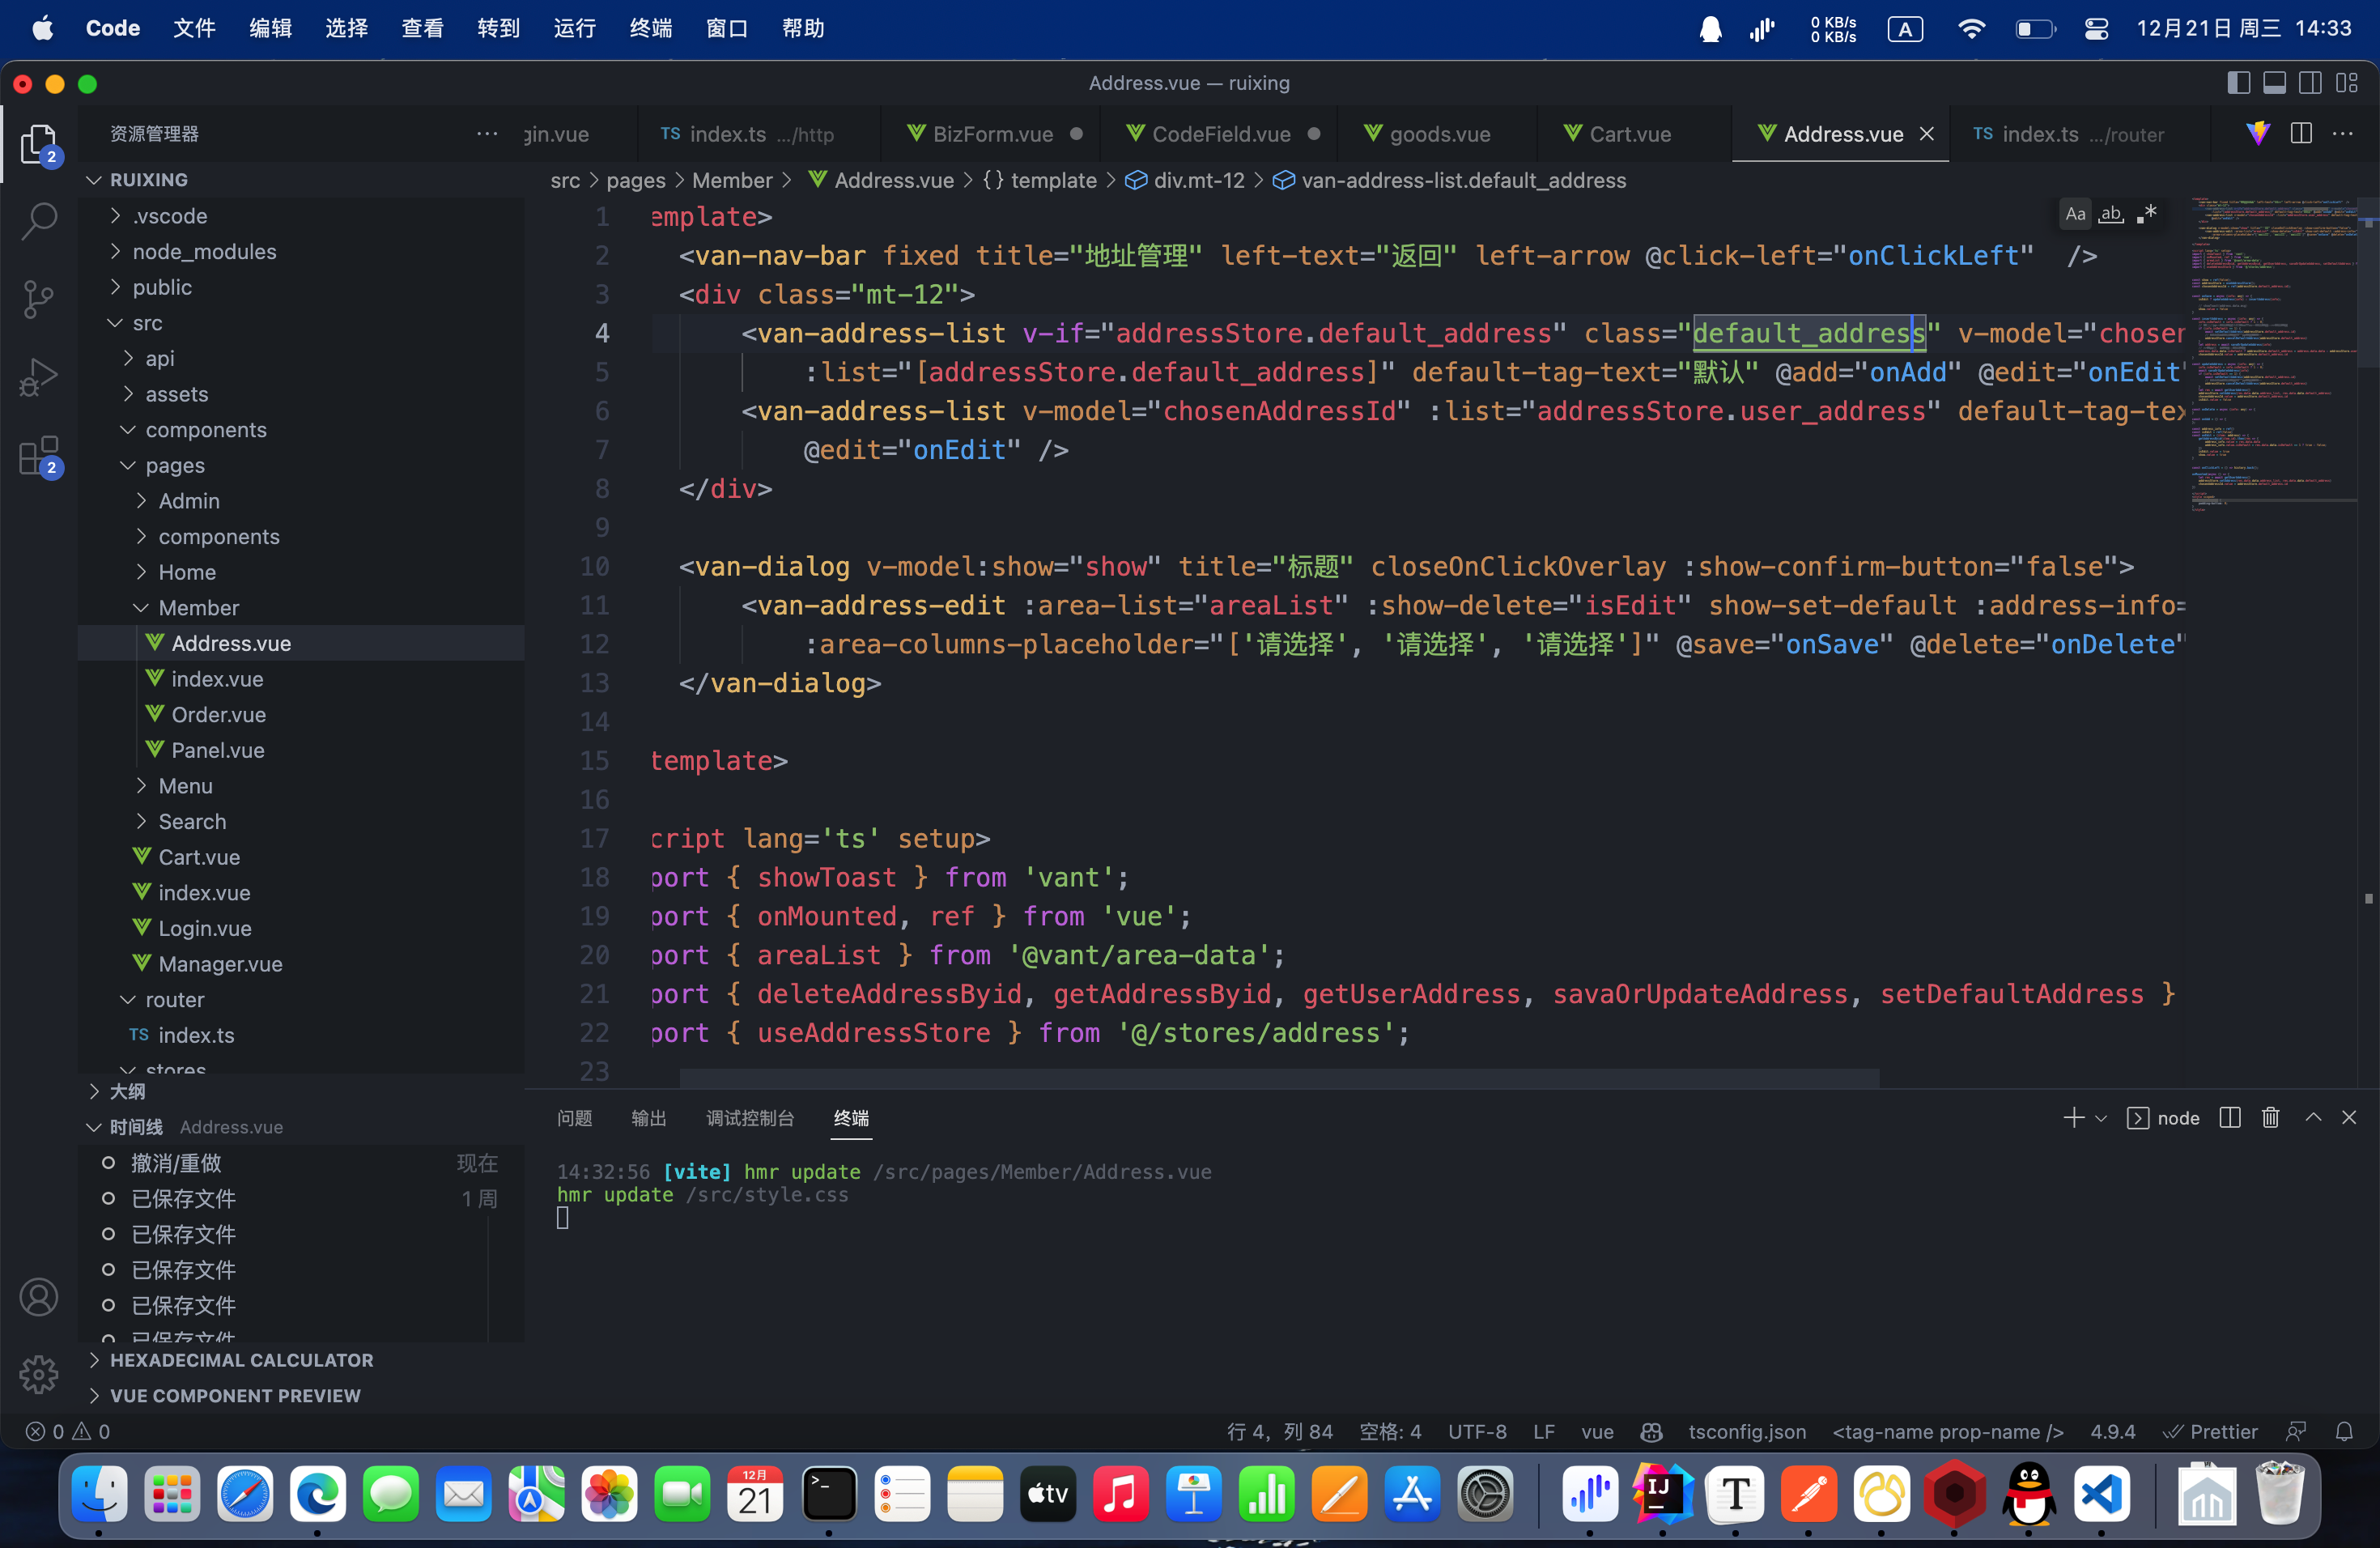 Code 文件 编辑 选择 查看 转到 运行 终端 窗口 帮助 0 KB/s 0 KB/s A 12月21日 周三 14:33
Address.vue — ruixing
资源管理器
gin.vue TS index.ts .../http BizForm.vue CodeField.vue goods.vue Cart.vue Address.vue TS index.ts .../router
src > pages > Member > Address.vue > {} template > div.mt-12 > van-address-list.default_address
Aa ab .*
RUIXING
.vscode
node_modules
public
src
api
assets
components
pages
Admin
components
Home
Member
Address.vue
index.vue
Order.vue
Panel.vue
Menu
Search
Cart.vue
index.vue
Login.vue
Manager.vue
router
TS index.ts
stores
大纲
时间线 Address.vue
撤消/重做 现在
已保存文件 1 周
已保存文件
已保存文件
已保存文件
已保存文件
HEXADECIMAL CALCULATOR
VUE COMPONENT PREVIEW
2
2
1 emplate>
2 <van-nav-bar fixed title="地址管理" left-text="返回" left-arrow @click-left="onClickLeft" />
3 <div class="mt-12">
4 <van-address-list v-if="addressStore.default_address" class="default_address" v-model="chosen
5 :list="[addressStore.default_address]" default-tag-text="默认" @add="onAdd" @edit="onEdit"
6 <van-address-list v-model="chosenAddressId" :list="addressStore.user_address" default-tag-tex
7 @edit="onEdit" />
8 </div>
9
10 <van-dialog v-model:show="show" title="标题" closeOnClickOverlay :show-confirm-button="false">
11 <van-address-edit :area-list="areaList" :show-delete="isEdit" show-set-default :address-info=
12 :area-columns-placeholder="['请选择', '请选择', '请选择']" @save="onSave" @delete="onDelete"
13 </van-dialog>
14
15 template>
16
17 cript lang='ts' setup>
18 port { showToast } from 'vant';
19 port { onMounted, ref } from 'vue';
20 port { areaList } from '@vant/area-data';
21 port { deleteAddressByid, getAddressByid, getUserAddress, savaOrUpdateAddress, setDefaultAddress }
22 port { useAddressStore } from '@/stores/address';
23
问题 输出 调试控制台 终端 node
14:32:56 [vite] hmr update /src/pages/Member/Address.vue
hmr update /src/style.css
0 0 行 4，列 84 空格: 4 UTF-8 LF vue tsconfig.json <tag-name prop-name /> 4.9.4 Prettier
12月
21
tv
IJ
T